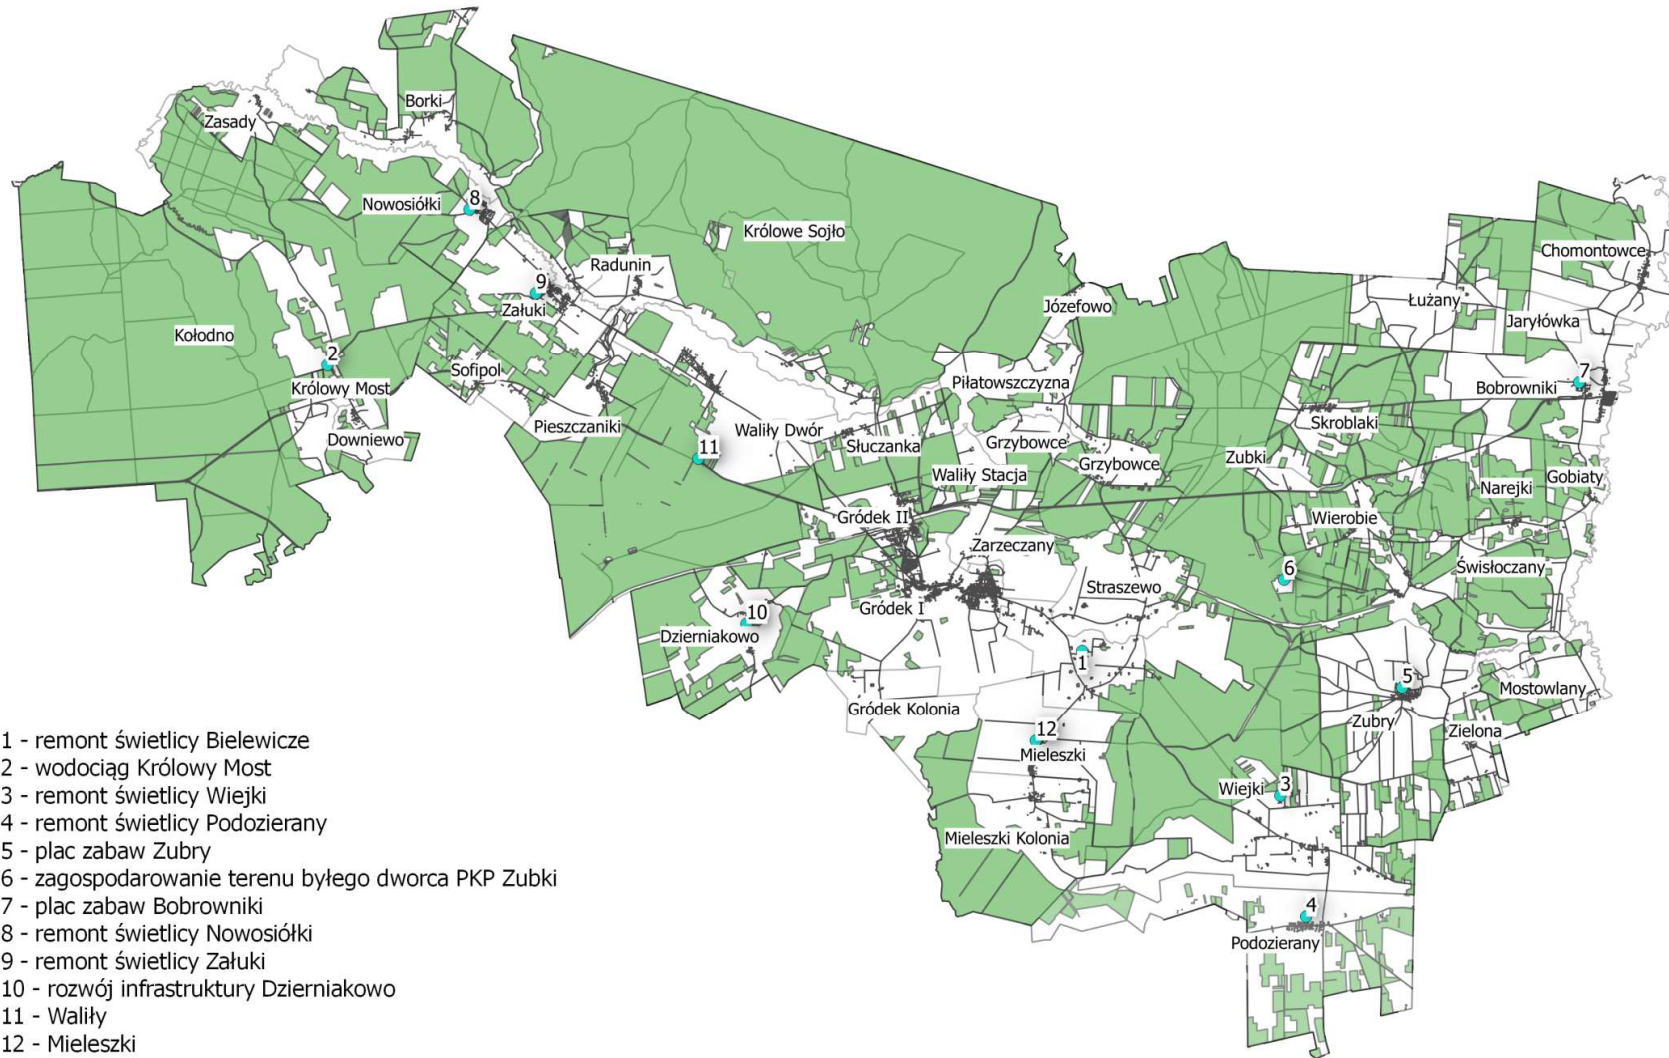 Borki
Zasady
8
Nowosiółki
Królowe Sojło
Chomontowce
Radunin
9
Załuki
Józefowo
Łużany
Jaryłówka
Kołodno
2
Królowy Most
Sofipol
Piłatowszczyzna
7
Bobrowniki
Downiewo
Pieszczaniki
Waliły Dwór
11
Słuczanka
Grzybowce
Grzybowce
Skroblaki
Zubki
Waliły Stacja
Gobiaty
Narejki
Gródek II
Wierobie
Zarzeczany
6
Świsłoczany
Straszewo
10
Dzierniakowo
Gródek I
1
5
Mostowlany
Gródek Kolonia
Zubry
Zielona
12
Mieleszki
Wiejki
3
Mieleszki Kolonia
4
Podozierany
1 - remont świetlicy Bielewicze
2 - wodociąg Królowy Most
3 - remont świetlicy Wiejki
4 - remont świetlicy Podozierany
5 - plac zabaw Zubry
6 - zagospodarowanie terenu byłego dworca PKP Zubki
7 - plac zabaw Bobrowniki
8 - remont świetlicy Nowosiółki
9 - remont świetlicy Załuki
10 - rozwój infrastruktury Dzierniakowo
11 - Waliły
12 - Mieleszki